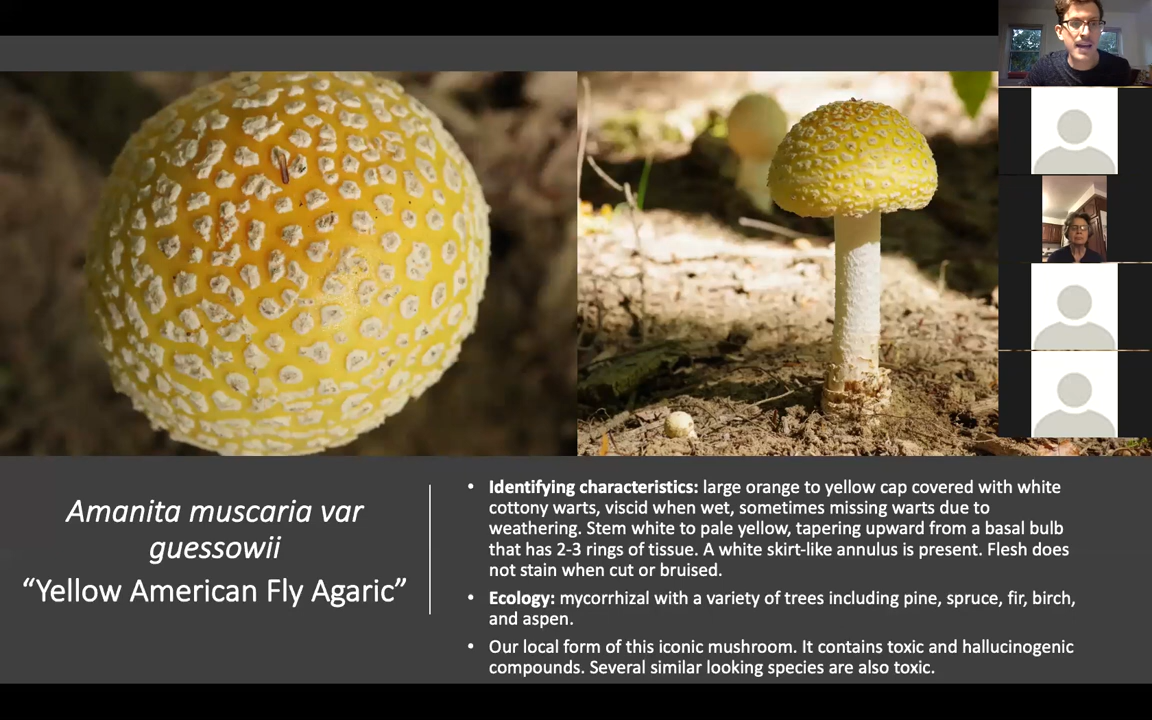 Amanita muscaria var
guessowii
“Yellow American Fly Agaric”
• Identifying characteristics: large orange to yellow cap covered with white
cottony warts, viscid when wet, sometimes missing warts due to
weathering. Stem white to pale yellow, tapering upward from a basal bulb
that has 2-3 rings of tissue. A white skirt-like annulus is present. Flesh does
not stain when cut or bruised.
• Ecology: mycorrhizal with a variety of trees including pine, spruce, fir, birch,
and aspen.
• Our local form of this iconic mushroom. It contains toxic and hallucinogenic
compounds. Several similar looking species are also toxic.